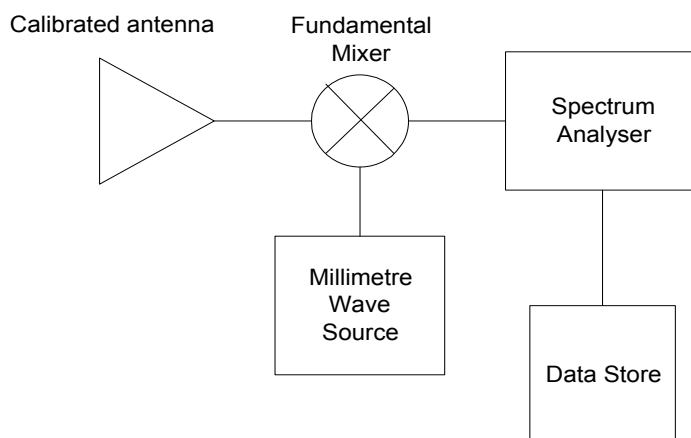 Calibrated antenna
Fundamental
Mixer
Spectrum
Analyser
Millimetre
Wave
Source
Data Store